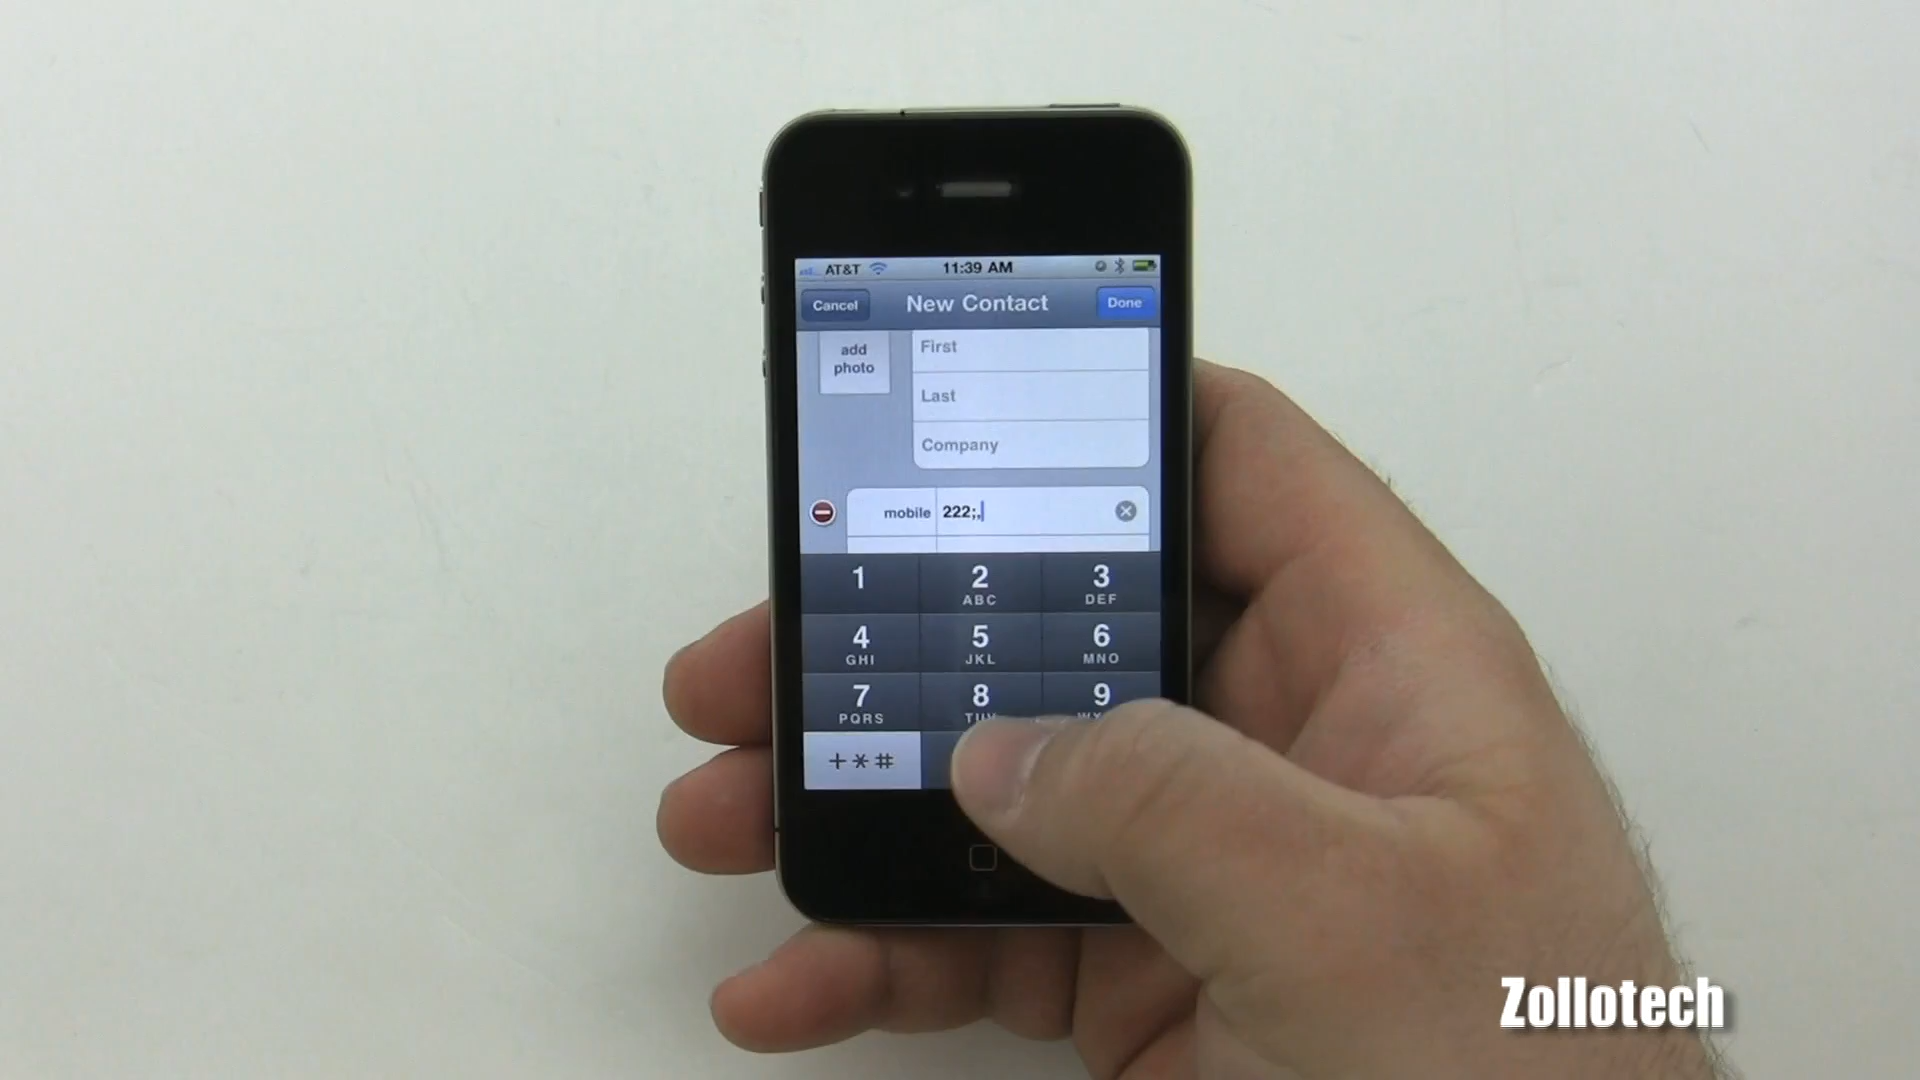 AT&T 11:39 AM
Cancel New Contact Done
add
photo
First
Last
Company
mobile 222;,
1 2 3
ABC DEF
4 5 6
GHI JKL MNO
7 8 9
PQRS TUV
+*#
Zollotech